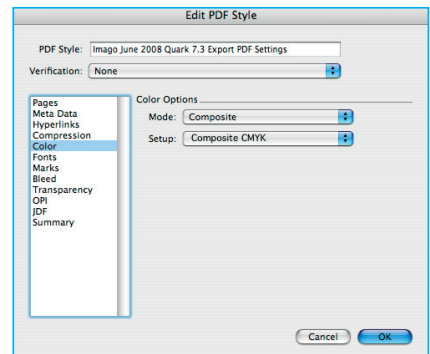 Edit PDF Style
PDF Style: Imago June 2008 Quark 7.3 Export PDF Settings
Verification: None
Pages
Meta Data
Hyperlinks
Compression
Color
Fonts
Marks
Bleed
Transparency
OPI
JDF
Summary
Color Options
Mode: Composite
Setup: Composite CMYK
Cancel OK